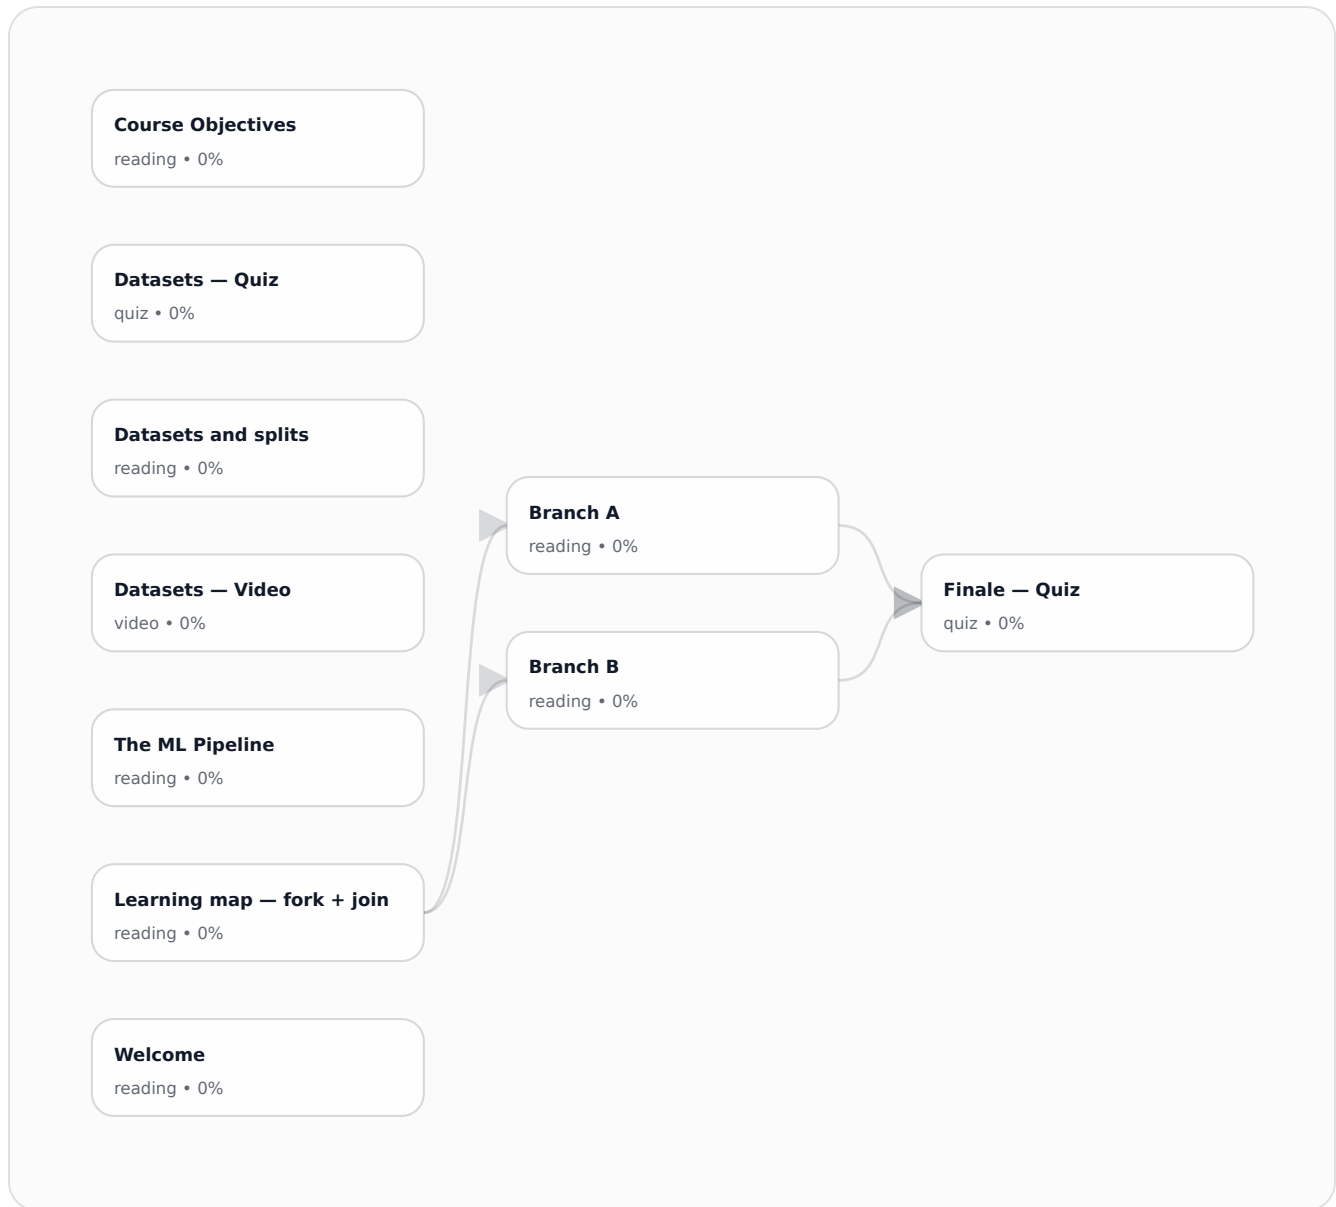 Course Objectives
reading • 0%
Datasets — Quiz
quiz • 0%
Datasets and splits
reading • 0%
Datasets — Video
video • 0%
The ML Pipeline
reading • 0%
Learning map — fork + join
reading • 0%
Welcome
reading • 0%
Branch A
reading • 0%
Branch B
reading • 0%
Finale — Quiz
quiz • 0%